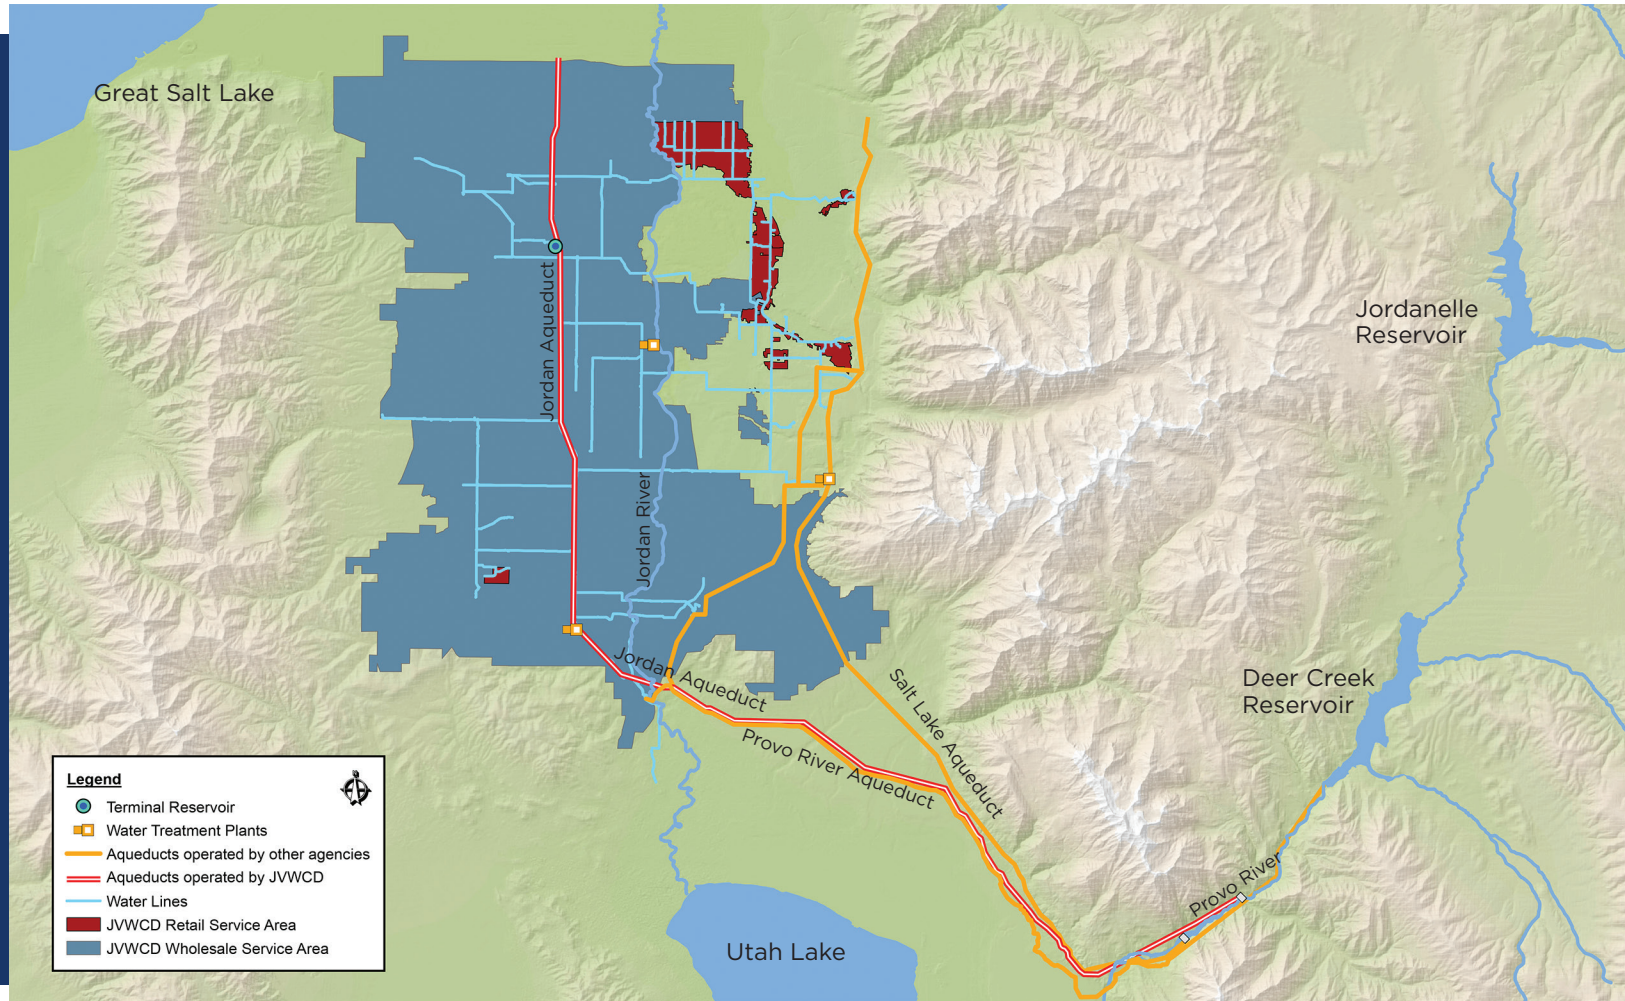 Great Salt Lake
Jordanelle
Reservoir
Jordan Aqueduct
Jordan River
Jordan Aqueduct
Salt Lake Aqueduct
Deer Creek
Reservoir
Provo River Aqueduct
Provo River
Utah Lake
Legend
Terminal Reservoir
Water Treatment Plants
Aqueducts operated by other agencies
Aqueducts operated by JVWCD
Water Lines
JVWCD Retail Service Area
JVWCD Wholesale Service Area